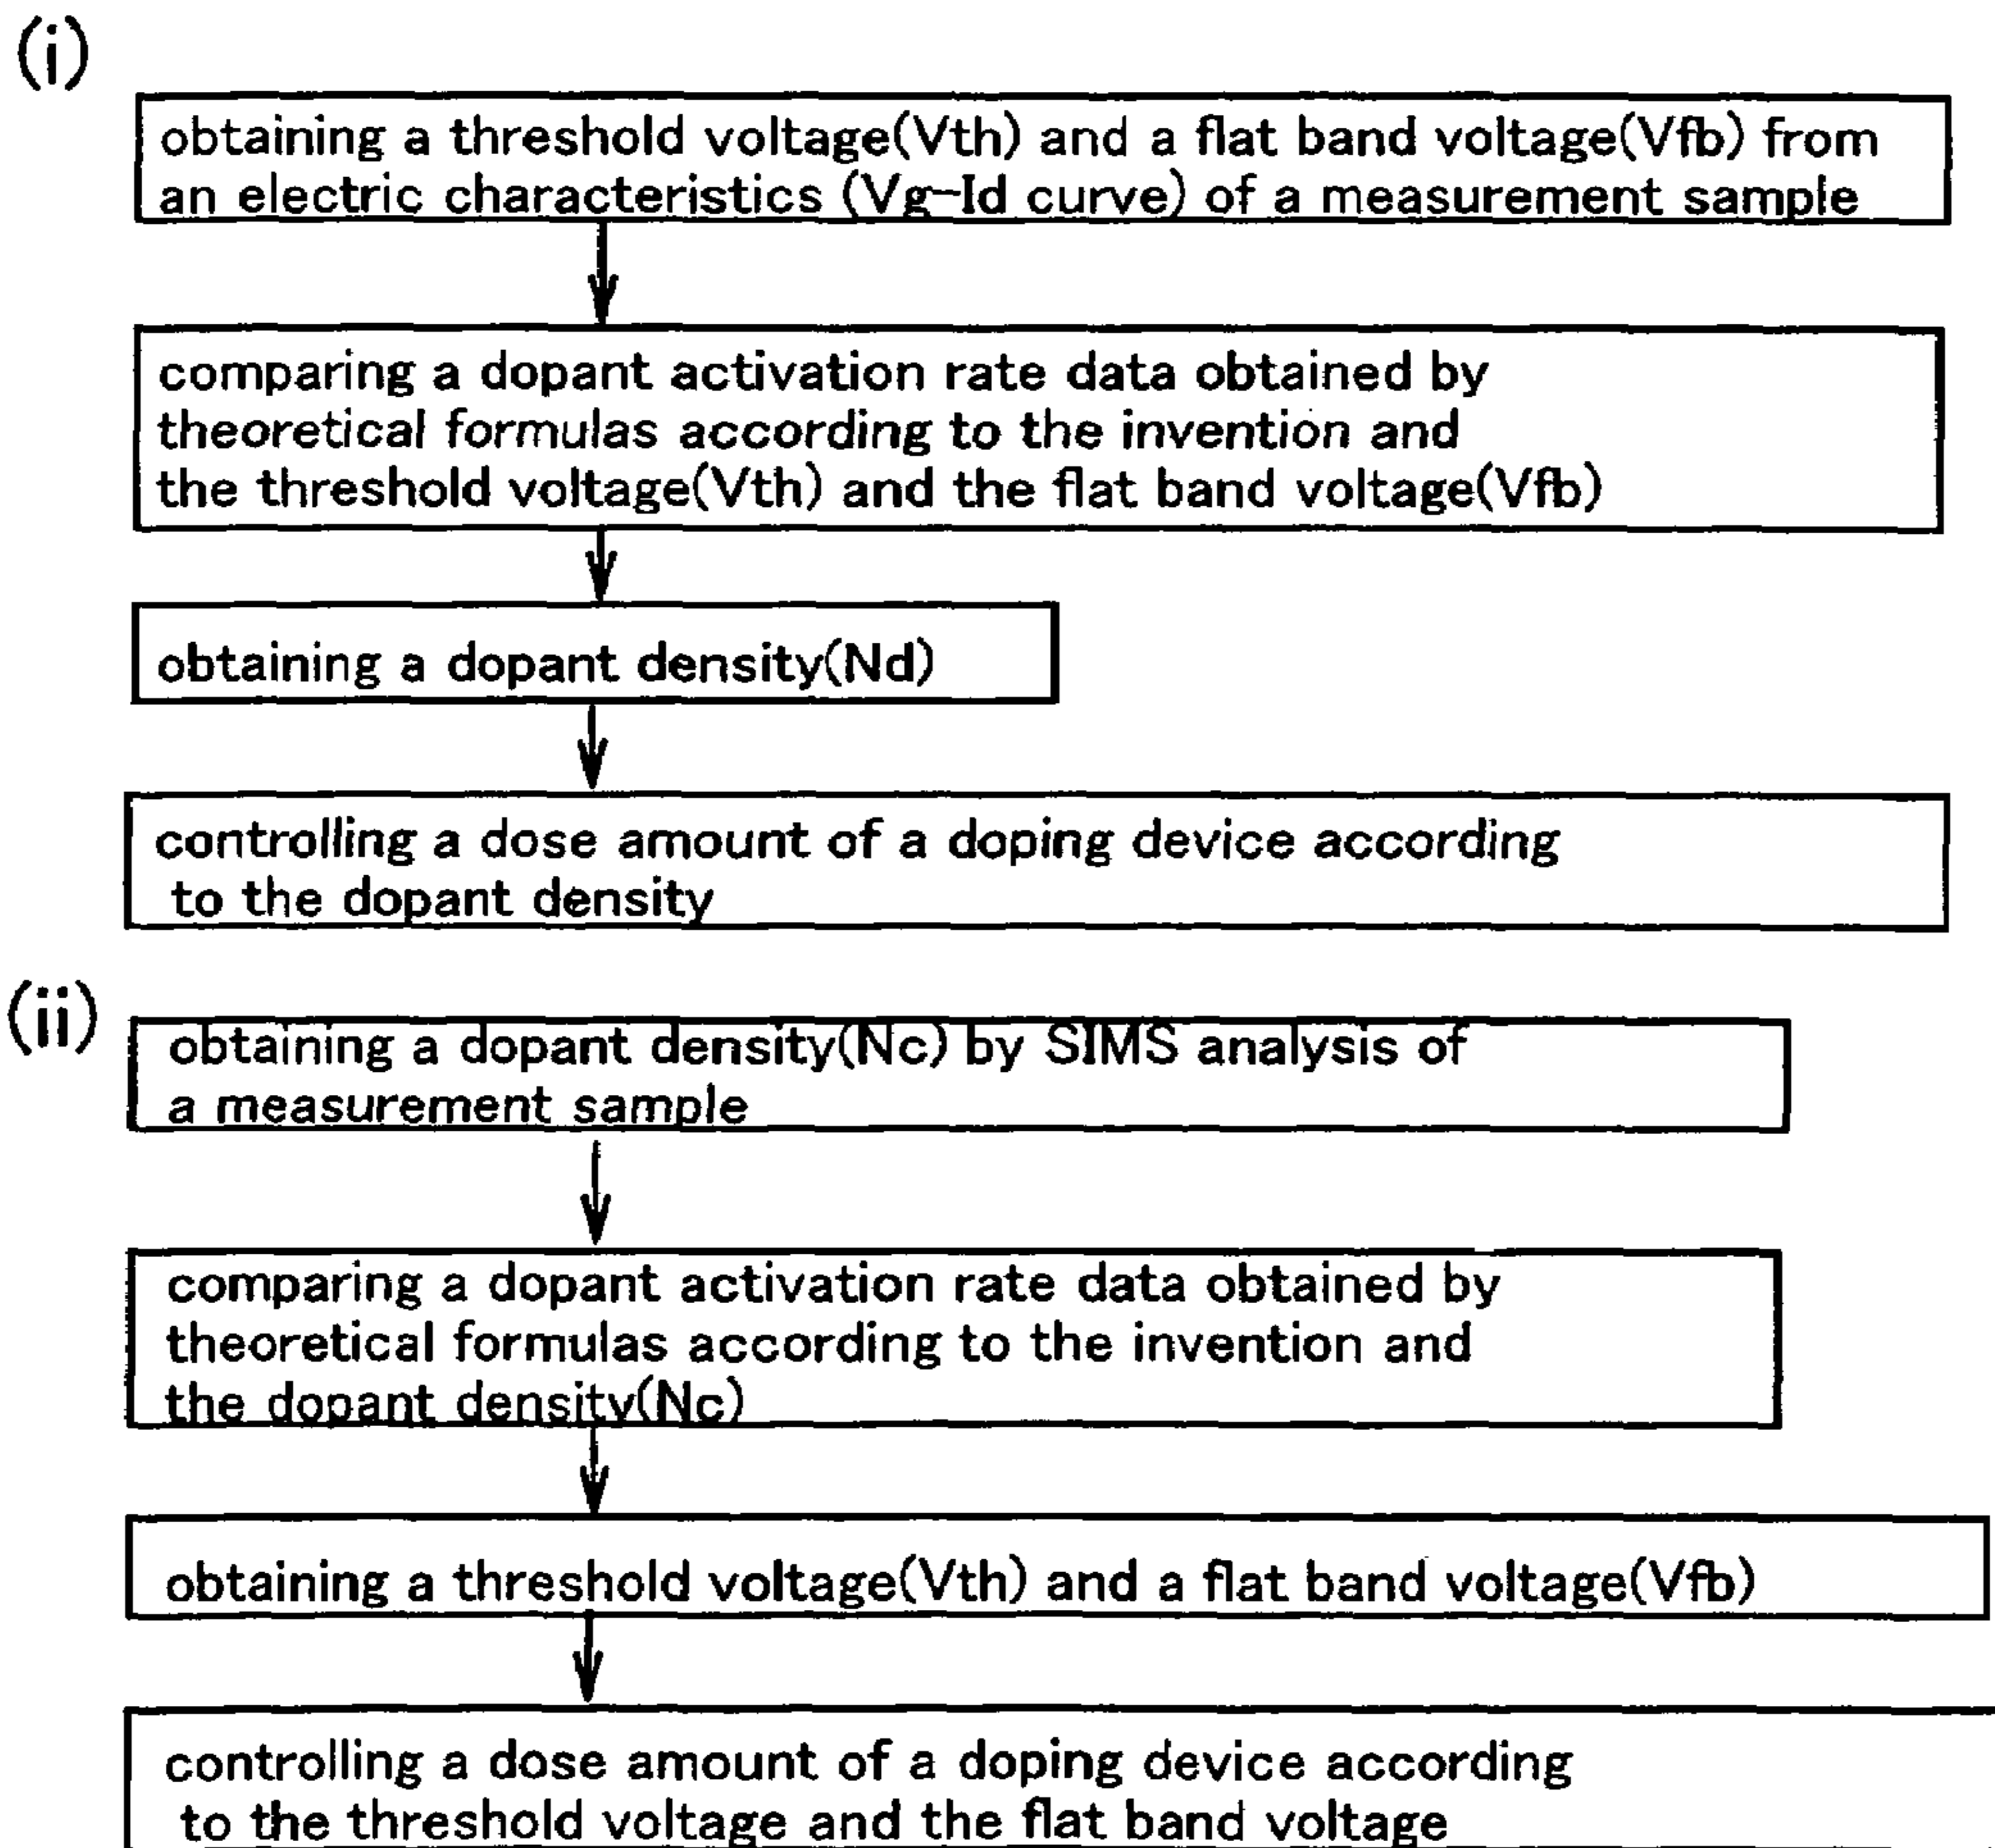 (i)
obtaining a threshold voltage(Vth) and a flat band voltage(Vfb) from
an electric characteristics (Vg-Id curve) of a measurement sample
comparing a dopant activation rate data obtained by
theoretical formulas according to the invention and
the threshold voltage(Vth) and the flat band voltage(Vfb)
obtaining a dopant density(Nd)
controlling a dose amount of a doping device according
to the dopant density
(ii)
obtaining a dopant density(Nc) by SIMS analysis of
a measurement sample
comparing a dopant activation rate data obtained by
theoretical formulas according to the invention and
the dopant density(Nc)
obtaining a threshold voltage(Vth) and a flat band voltage(Vfb)
controlling a dose amount of a doping device according
to the threshold voltage and the flat band voltage